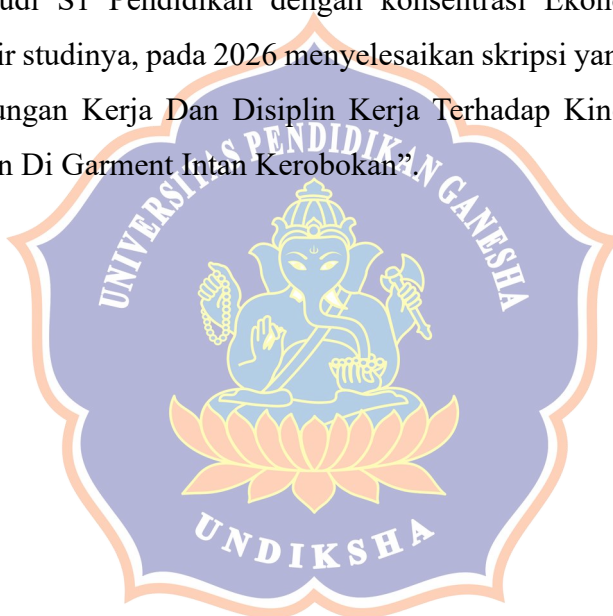 udi S1 Pendidikan dengan konsentrasi Ekon
ir studinya, pada 2026 menyelesaikan skripsi yan
ungan Kerja Dan Disiplin Kerja Terhadap Kin
n Di Garment Intan Kerobokan”.
UNIVERSITAS PENDIDIKAN GANESHA
UNDIKSHA